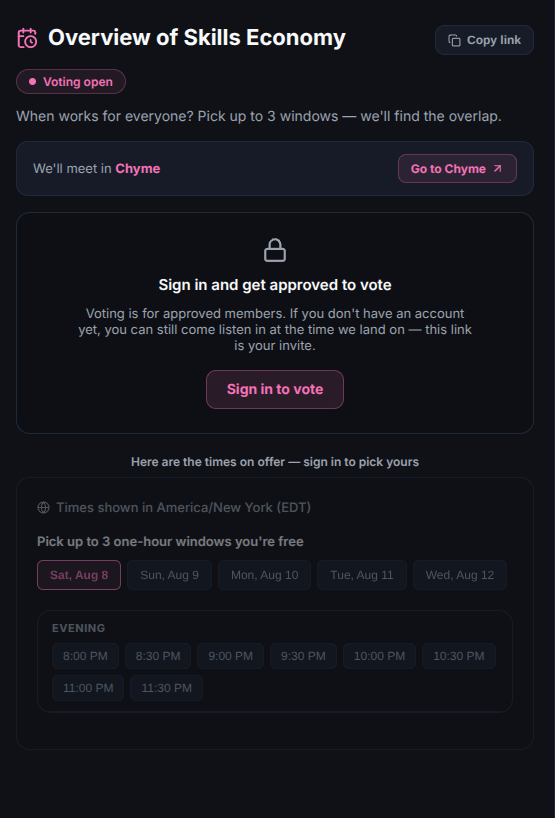 Overview of Skills Economy
Copy link
Voting open
When works for everyone? Pick up to 3 windows — we'll find the overlap.
We'll meet in Chyme
Go to Chyme
Sign in and get approved to vote
Voting is for approved members. If you don't have an account
yet, you can still come listen in at the time we land on — this link
is your invite.
Sign in to vote
Here are the times on offer — sign in to pick yours
Times shown in America/New York (EDT)
Pick up to 3 one-hour windows you're free
Sat, Aug 8 Sun, Aug 9 Mon, Aug 10 Tue, Aug 11 Wed, Aug 12
EVENING
8:00 PM 8:30 PM 9:00 PM 9:30 PM 10:00 PM 10:30 PM
11:00 PM 11:30 PM